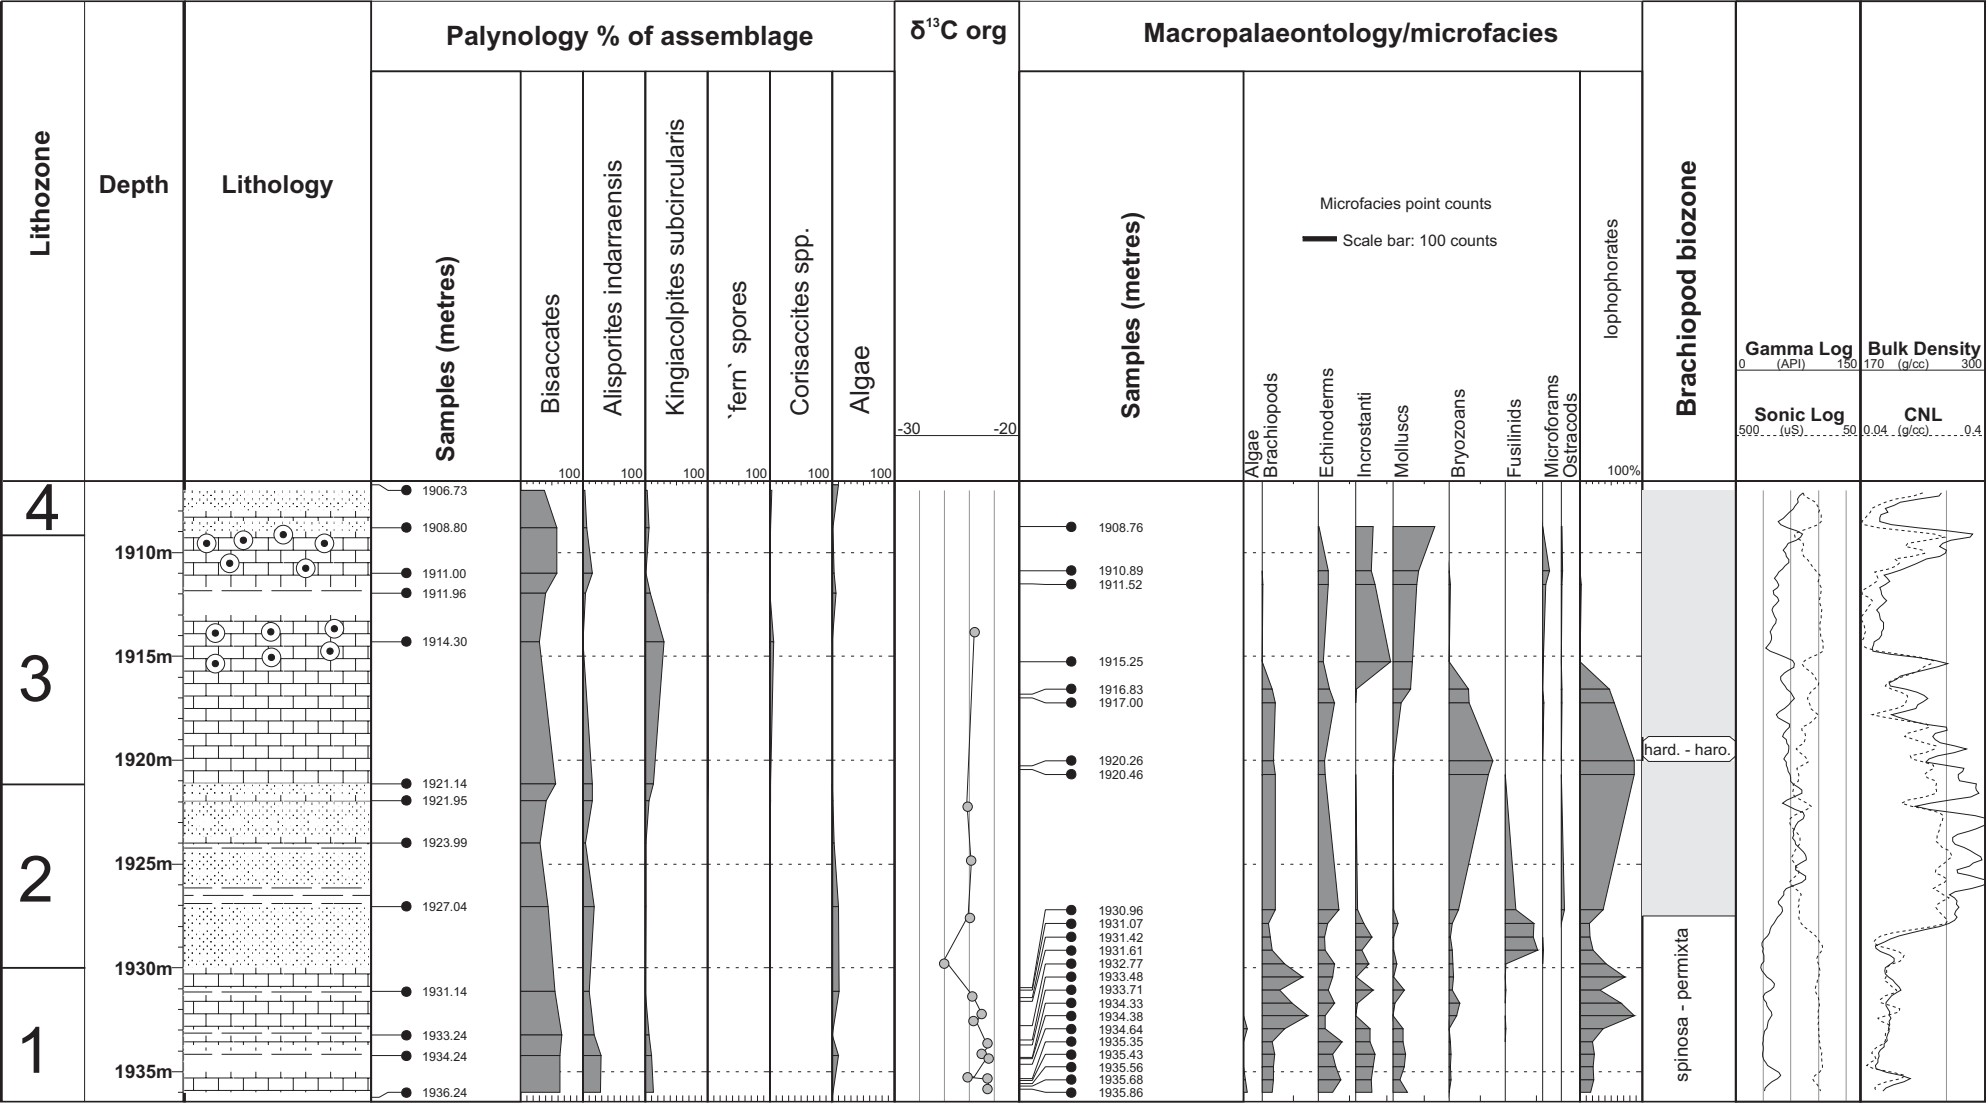 Palynology % of assemblage
δ¹³C org
Macropalaeontology/microfacies
Lithozone
Depth
Lithology
Samples (metres)
Bisaccates
Alisporites indarraensis
Kingiacolpites subcircularis
`fern` spores
Corisaccites spp.
Algae
100
100
100
100
100
100
-30
-20
Samples (metres)
Microfacies point counts
Scale bar: 100 counts
Algae
Brachiopods
Echinoderms
Incrostanti
Molluscs
Bryozoans
Fusilinids
Microforams
Ostracods
lophophorates
100%
Brachiopod biozone
Gamma Log
0 (API) 150
Sonic Log
500 (uS) 50
Bulk Density
170 (g/cc) 300
CNL
0.04 (g/cc) 0.4
4
3
2
1
1910m
1915m
1920m
1925m
1930m
1935m
1906.73
1908.80
1911.00
1911.96
1914.30
1921.14
1921.95
1923.99
1927.04
1931.14
1933.24
1934.24
1936.24
1908.76
1910.89
1911.52
1915.25
1916.83
1917.00
1920.26
1920.46
1930.96
1931.07
1931.42
1931.61
1932.77
1933.48
1933.71
1934.33
1934.38
1934.64
1935.35
1935.43
1935.56
1935.68
1935.86
hard. - haro.
spinosa - permixta